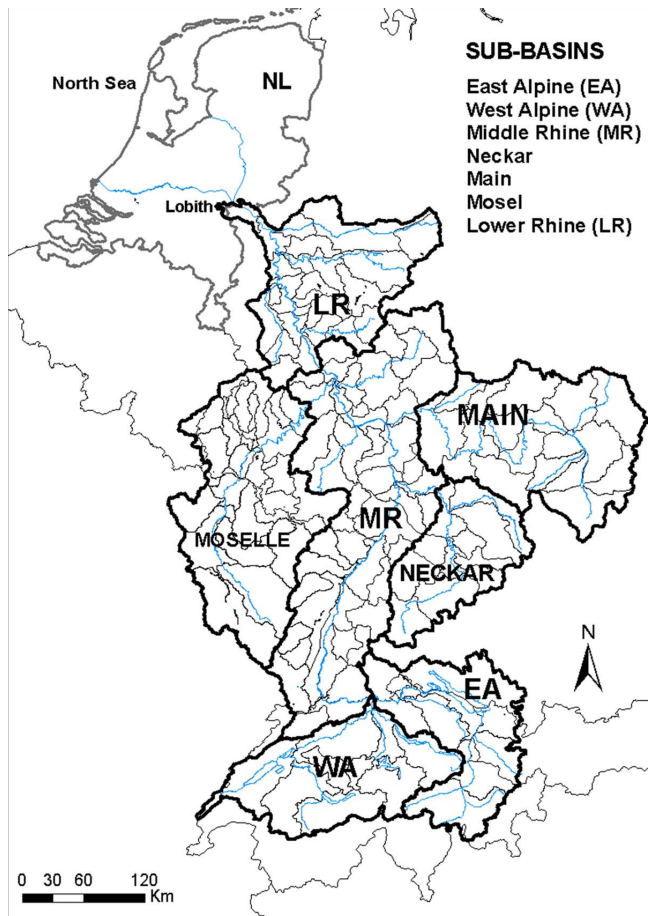 SUB-BASINS
East Alpine (EA)
West Alpine (WA)
Middle Rhine (MR)
Neckar
Main
Mosel
Lower Rhine (LR)
North Sea
NL
Lobith
LR
MAIN
MR
MOSELLE
NECKAR
N
EA
WA
0 30 60 120
Km